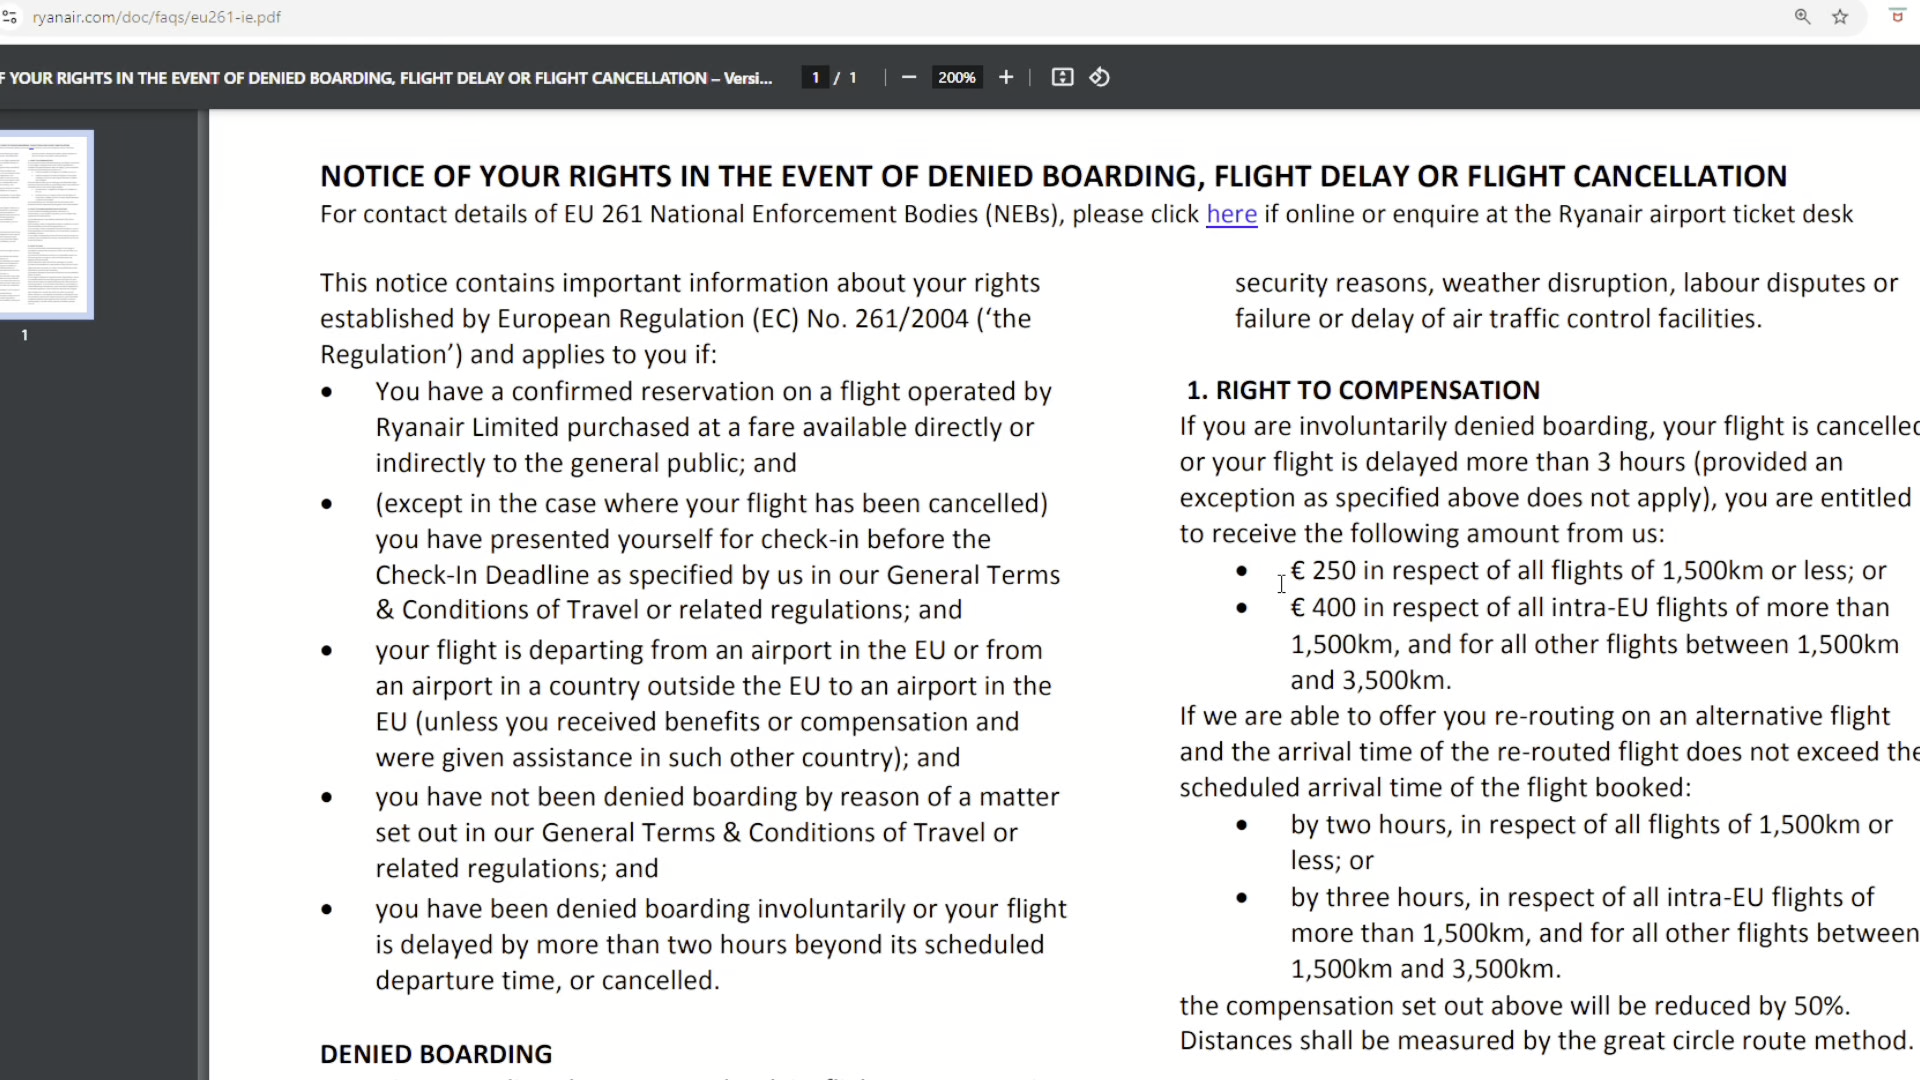 ryanair.com/doc/faqs/eu261-ie.pdf
F YOUR RIGHTS IN THE EVENT OF DENIED BOARDING, FLIGHT DELAY OR FLIGHT CANCELLATION – Versi...
1 / 1
200%
1
NOTICE OF YOUR RIGHTS IN THE EVENT OF DENIED BOARDING, FLIGHT DELAY OR FLIGHT CANCELLATION
For contact details of EU 261 National Enforcement Bodies (NEBs), please click here if online or enquire at the Ryanair airport ticket desk
This notice contains important information about your rights
established by European Regulation (EC) No. 261/2004 (‘the
Regulation’) and applies to you if:
• You have a confirmed reservation on a flight operated by
Ryanair Limited purchased at a fare available directly or
indirectly to the general public; and
• (except in the case where your flight has been cancelled)
you have presented yourself for check-in before the
Check-In Deadline as specified by us in our General Terms
& Conditions of Travel or related regulations; and
• your flight is departing from an airport in the EU or from
an airport in a country outside the EU to an airport in the
EU (unless you received benefits or compensation and
were given assistance in such other country); and
• you have not been denied boarding by reason of a matter
set out in our General Terms & Conditions of Travel or
related regulations; and
• you have been denied boarding involuntarily or your flight
is delayed by more than two hours beyond its scheduled
departure time, or cancelled.
DENIED BOARDING
security reasons, weather disruption, labour disputes or
failure or delay of air traffic control facilities.
1. RIGHT TO COMPENSATION
If you are involuntarily denied boarding, your flight is cancelled
or your flight is delayed more than 3 hours (provided an
exception as specified above does not apply), you are entitled
to receive the following amount from us:
• € 250 in respect of all flights of 1,500km or less; or
• € 400 in respect of all intra-EU flights of more than
1,500km, and for all other flights between 1,500km
and 3,500km.
If we are able to offer you re-routing on an alternative flight
and the arrival time of the re-routed flight does not exceed the
scheduled arrival time of the flight booked:
• by two hours, in respect of all flights of 1,500km or
less; or
• by three hours, in respect of all intra-EU flights of
more than 1,500km, and for all other flights between
1,500km and 3,500km.
the compensation set out above will be reduced by 50%.
Distances shall be measured by the great circle route method.